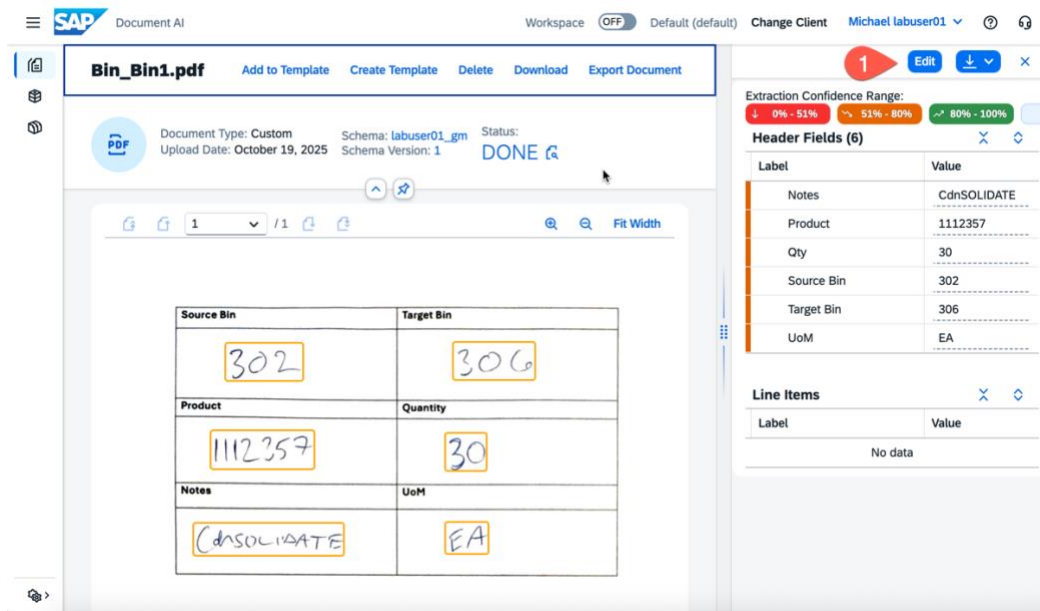 SAP Document AI Workspace OFF Default (default) Change Client Michael labuser01
Bin_Bin1.pdf Add to Template Create Template Delete Download Export Document
1 Edit
PDF
Document Type: Custom
Upload Date: October 19, 2025
Schema: labuser01_gm
Schema Version: 1
Status:
DONE
1 / 1 Fit Width
Source Bin Target Bin
302 306
Product Quantity
1112357 30
Notes UoM
CdnSOLIDATE EA
Extraction Confidence Range:
0% - 51% 51% - 80% 80% - 100%
Header Fields (6)
Label Value
Notes CdnSOLIDATE
Product 1112357
Qty 30
Source Bin 302
Target Bin 306
UoM EA
Line Items
Label Value
No data